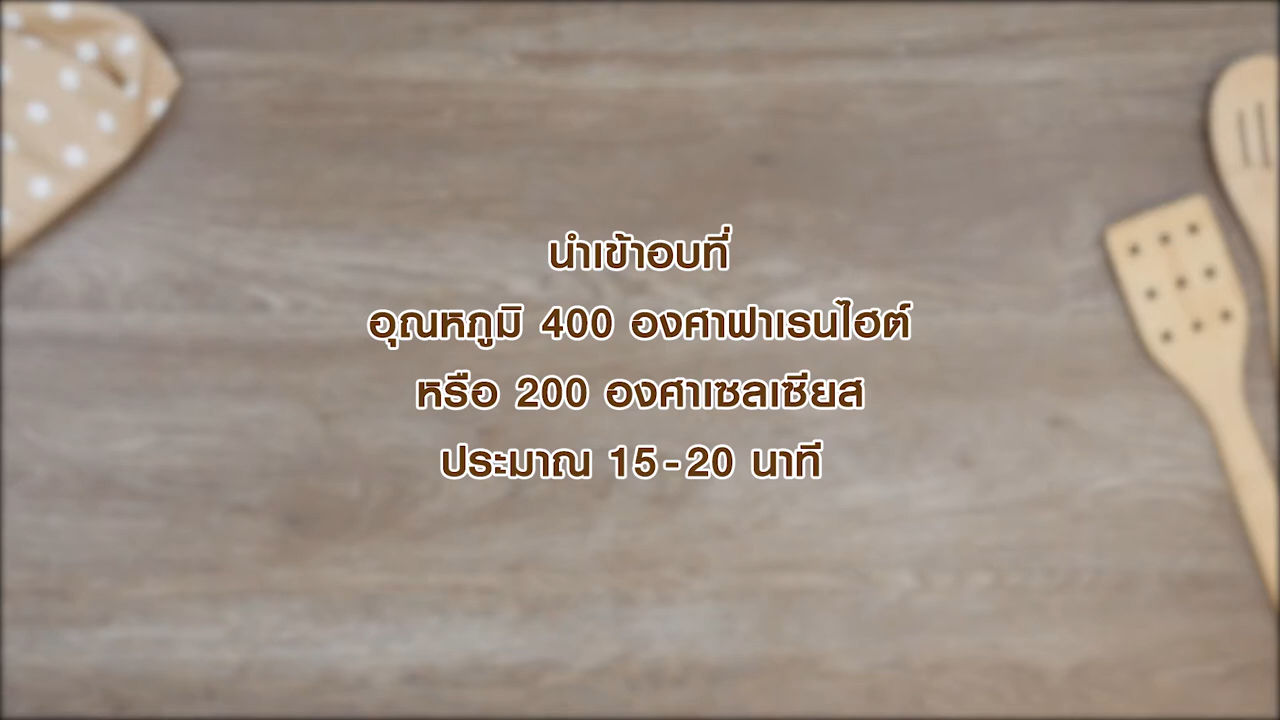 นำเข้าอบที่
อุณหภูมิ 400 องศาฟาเรนไฮต์
หรือ 200 องศาเซลเซียส
ประมาณ 15-20 นาที